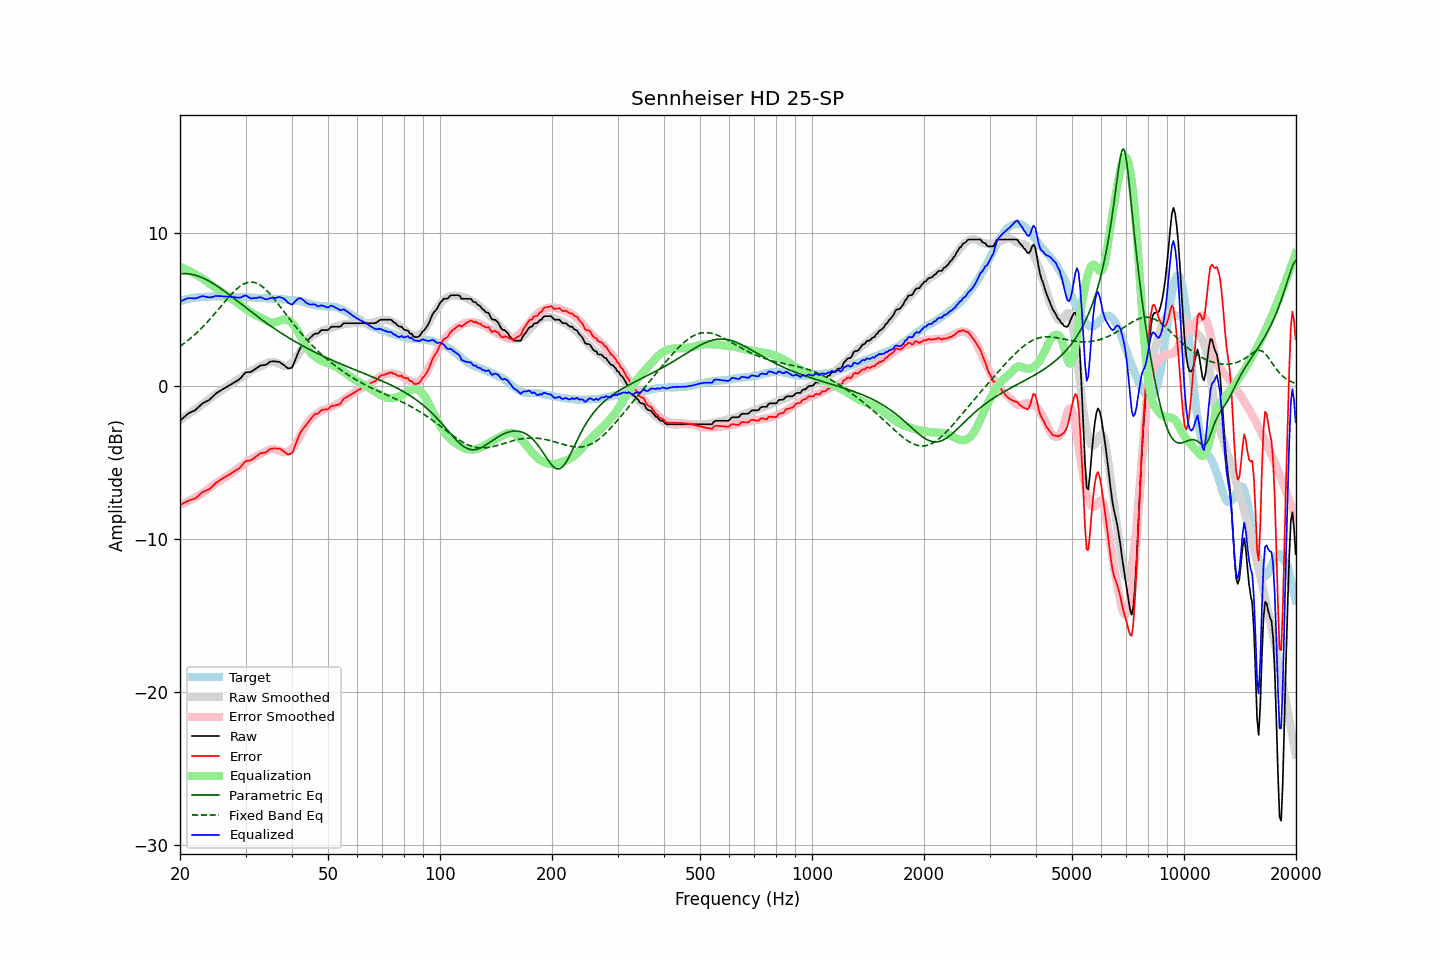 Sennheiser HD 25-SP
Amplitude (dBr)
10
0
−10
−20
−30
Target
Raw Smoothed
Error Smoothed
Raw
Error
Equalization
Parametric Eq
Fixed Band Eq
Equalized
20 50 100 200 500 1000 2000 5000 10000 20000
Frequency (Hz)